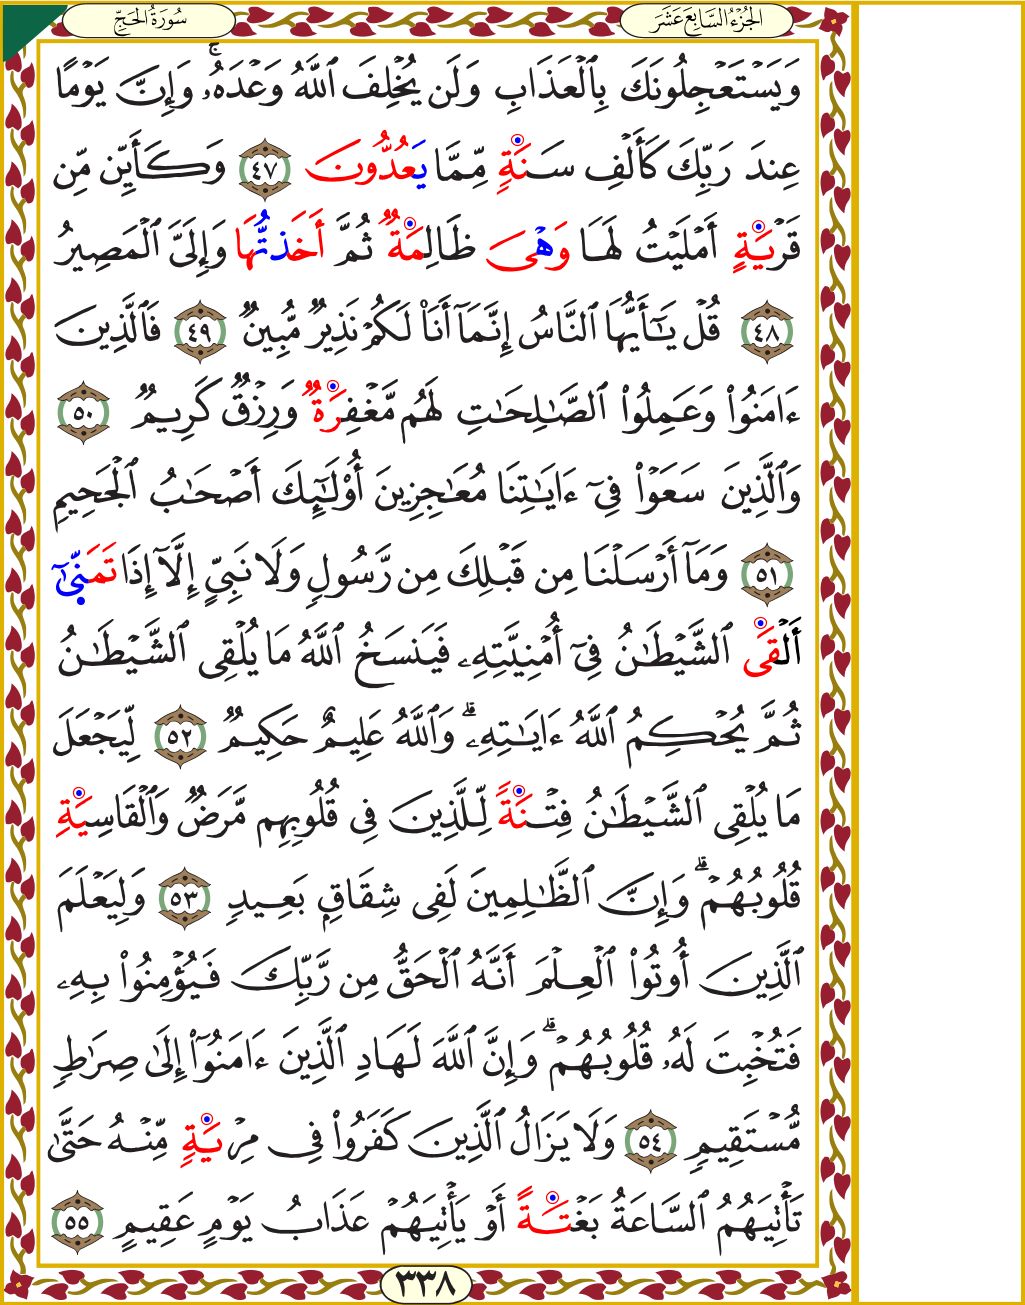 سُورَةُ الحَجِّ
الجُزْءُ السَّابِعَ عَشَرَ
وَيَسْتَعْجِلُونَكَ بِٱلْعَذَابِ وَلَن يُخْلِفَ ٱللَّهُ وَعْدَهُۥۚ وَإِنَّ يَوْمًا
عِندَ رَبِّكَ كَأَلْفِ سَنَةٍ مِّمَّا يَعُدُّونَ ٤٧ وَكَأَيِّن مِّن
قَرْيَةٍ أَمْلَيْتُ لَهَا وَهْىَ ظَالِمَةٌ ثُمَّ أَخَذتُّهَا وَإِلَىَّ ٱلْمَصِيرُ
٤٨ قُلْ يَـٰٓأَيُّهَا ٱلنَّاسُ إِنَّمَآ أَنَا۠ لَكُمْ نَذِيرٌ مُّبِينٌ ٤٩ فَٱلَّذِينَ
ءَامَنُوا۟ وَعَمِلُوا۟ ٱلصَّـٰلِحَـٰتِ لَهُم مَّغْفِرَةٌ وَرِزْقٌ كَرِيمٌ ٥٠
وَٱلَّذِينَ سَعَوْا۟ فِىٓ ءَايَـٰتِنَا مُعَـٰجِزِينَ أُو۟لَـٰٓئِكَ أَصْحَـٰبُ ٱلْجَحِيمِ
٥١ وَمَآ أَرْسَلْنَا مِن قَبْلِكَ مِن رَّسُولٍ وَلَا نَبِىٍّ إِلَّآ إِذَا تَمَنَّىٰٓ
أَلْقَى ٱلشَّيْطَـٰنُ فِىٓ أُمْنِيَّتِهِۦ فَيَنسَخُ ٱللَّهُ مَا يُلْقِى ٱلشَّيْطَـٰنُ
ثُمَّ يُحْكِمُ ٱللَّهُ ءَايَـٰتِهِۦۗ وَٱللَّهُ عَلِيمٌ حَكِيمٌ ٥٢ لِّيَجْعَلَ
مَا يُلْقِى ٱلشَّيْطَـٰنُ فِتْنَةً لِّلَّذِينَ فِى قُلُوبِهِم مَّرَضٌ وَٱلْقَاسِيَةِ
قُلُوبُهُمْۗ وَإِنَّ ٱلظَّـٰلِمِينَ لَفِى شِقَاقٍۭ بَعِيدٍ ٥٣ وَلِيَعْلَمَ
ٱلَّذِينَ أُوتُوا۟ ٱلْعِلْمَ أَنَّهُ ٱلْحَقُّ مِن رَّبِّكَ فَيُؤْمِنُوا۟ بِهِۦ
فَتُخْبِتَ لَهُۥ قُلُوبُهُمْۗ وَإِنَّ ٱللَّهَ لَهَادِ ٱلَّذِينَ ءَامَنُوٓا۟ إِلَىٰ صِرَٰطٍ
مُّسْتَقِيمٍ ٥٤ وَلَا يَزَالُ ٱلَّذِينَ كَفَرُوا۟ فِى مِرْيَةٍ مِّنْهُ حَتَّىٰ
تَأْتِيَهُمُ ٱلسَّاعَةُ بَغْتَةً أَوْ يَأْتِيَهُمْ عَذَابُ يَوْمٍ عَقِيمٍ ٥٥
٣٣٨